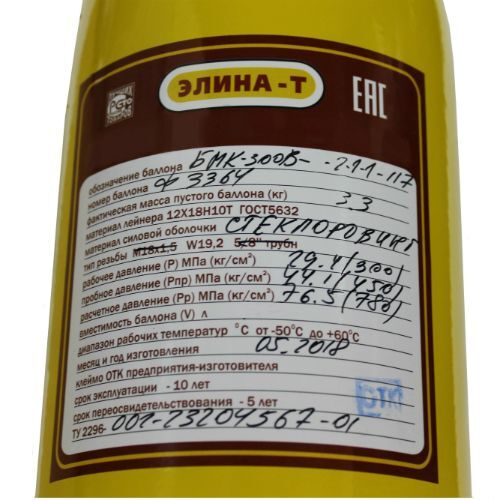 ЭЛИНА-Т
EAC
обозначение баллона БМК-300В- -2-1-1-117
номер баллона ОФ 3364
фактическая масса пустого баллона (кг) 3.3
материал лейнера 12Х18Н10Т ГОСТ5632
материал силовой оболочки СТЕКЛОРОВИНГ
тип резьбы М18х1,5 W19,2 5/8" трубн
рабочее давление (Р) МПа (кг/см²) 29.4 (300)
пробное давление (Рпр) МПа (кг/см²) 44.1 (450)
расчетное давление (Рр) МПа (кг/см²) 76.5 (780)
вместимость баллона (V) л
диапазон рабочих температур °С от -50°С до +60°С
месяц и год изготовления 05.2018
клеймо ОТК предприятия-изготовителя
срок эксплуатации - 10 лет
ОТК
срок переосвидетельствования - 5 лет
ТУ 2296- 002-23204567-01